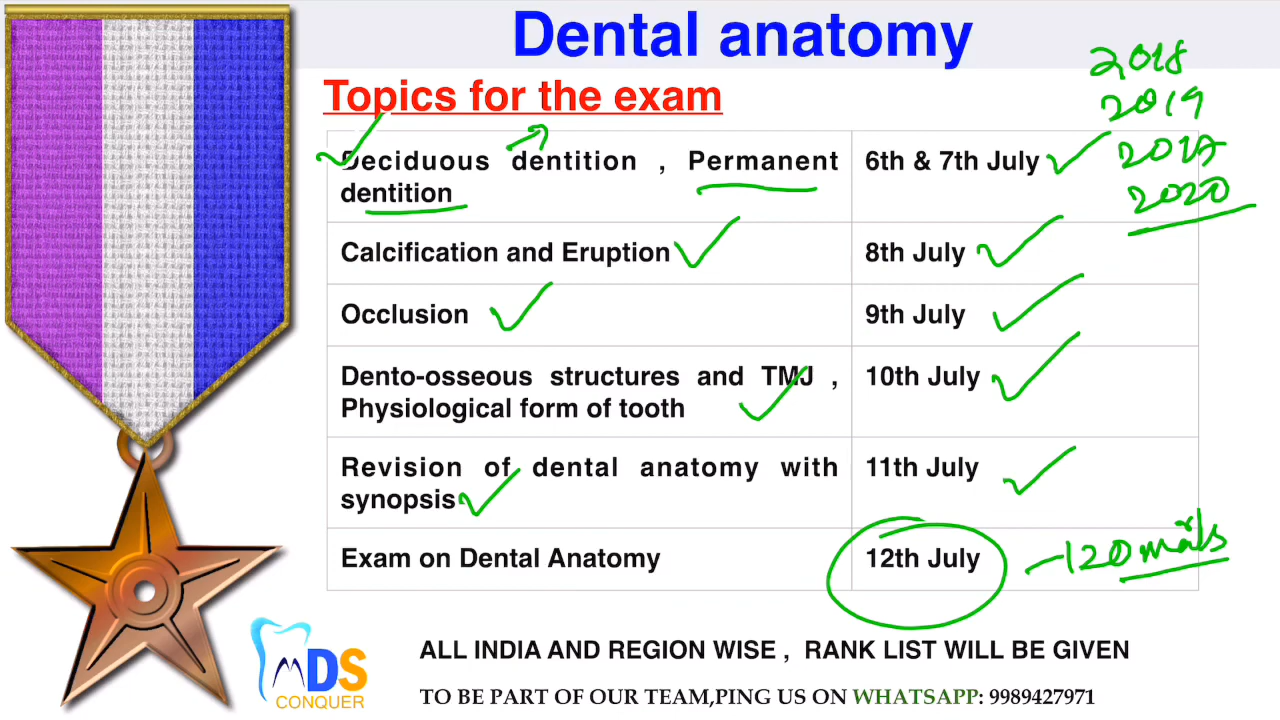 Dental anatomy
Topics for the exam
2018
2019
2017
2020
Deciduous dentition , Permanent
dentition
6th & 7th July
Calcification and Eruption
8th July
Occlusion
9th July
Dento-osseous structures and TMJ ,
Physiological form of tooth
10th July
Revision of dental anatomy with
synopsis
11th July
Exam on Dental Anatomy
12th July
-120 marks
MDS
CONQUER
ALL INDIA AND REGION WISE , RANK LIST WILL BE GIVEN
TO BE PART OF OUR TEAM,PING US ON WHATSAPP: 9989427971